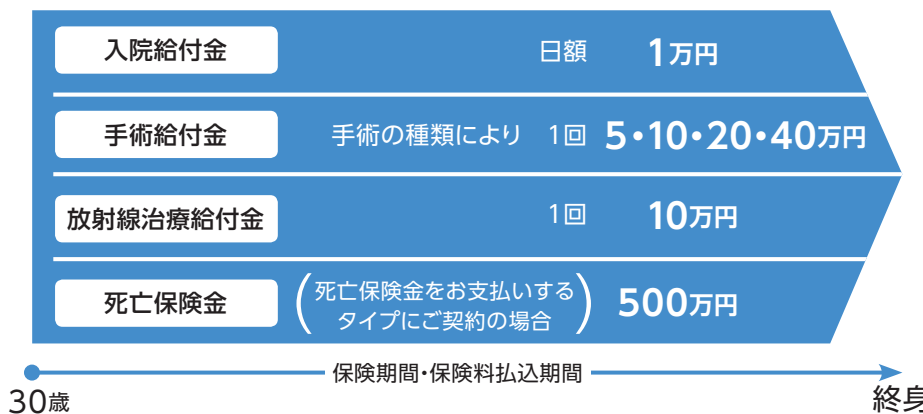 入院給付金 日額 1万円
手術給付金 手術の種類により 1回 5・10・20・40万円
放射線治療給付金 1回 10万円
死亡保険金 (死亡保険金をお支払いする
タイプにご契約の場合) 500万円
保険期間・保険料払込期間
30歳 終身